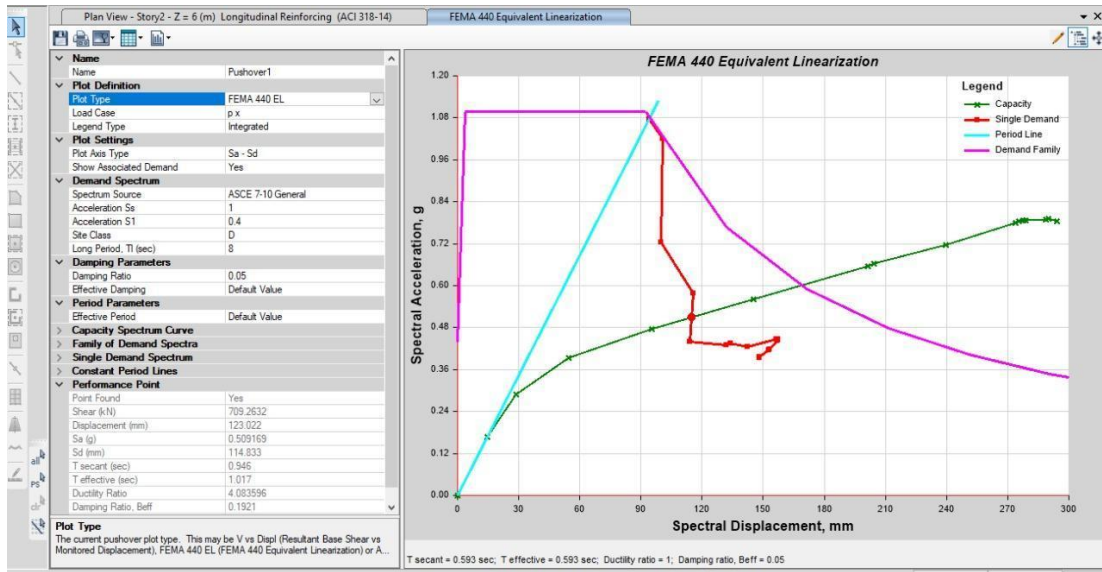 Plan View - Story2 - Z = 6 (m) Longitudinal Reinforcing (ACI 318-14)
FEMA 440 Equivalent Linearization
Name
Name Pushover1
Plot Definition
Plot Type FEMA 440 EL
Load Case p x
Legend Type Integrated
Plot Settings
Plot Axis Type Sa - Sd
Show Associated Demand Yes
Demand Spectrum
Spectrum Source ASCE 7-10 General
Acceleration Ss 1
Acceleration S1 0.4
Site Class D
Long Period, Tl (sec) 8
Damping Parameters
Damping Ratio 0.05
Effective Damping Default Value
Period Parameters
Effective Period Default Value
Capacity Spectrum Curve
Family of Demand Spectra
Single Demand Spectrum
Constant Period Lines
Performance Point
Point Found Yes
Shear (kN) 709.2632
Displacement (mm) 123.022
Sa (g) 0.509169
Sd (mm) 114.833
T secant (sec) 0.946
T effective (sec) 1.017
Ductility Ratio 4.083596
Damping Ratio, Beff 0.1921
Plot Type
The current pushover plot type. This may be V vs Displ (Resultant Base Shear vs
Monitored Displacement), FEMA 440 EL (FEMA 440 Equivalent Linearization) or A...
all
PS
clr
FEMA 440 Equivalent Linearization
Legend
Capacity
Single Demand
Period Line
Demand Family
Spectral Acceleration, g
1.20
1.08
0.96
0.84
0.72
0.60
0.48
0.36
0.24
0.12
0.00
0 30 60 90 120 150 180 210 240 270 300
Spectral Displacement, mm
T secant = 0.593 sec; T effective = 0.593 sec; Ductility ratio = 1; Damping ratio, Beff = 0.05